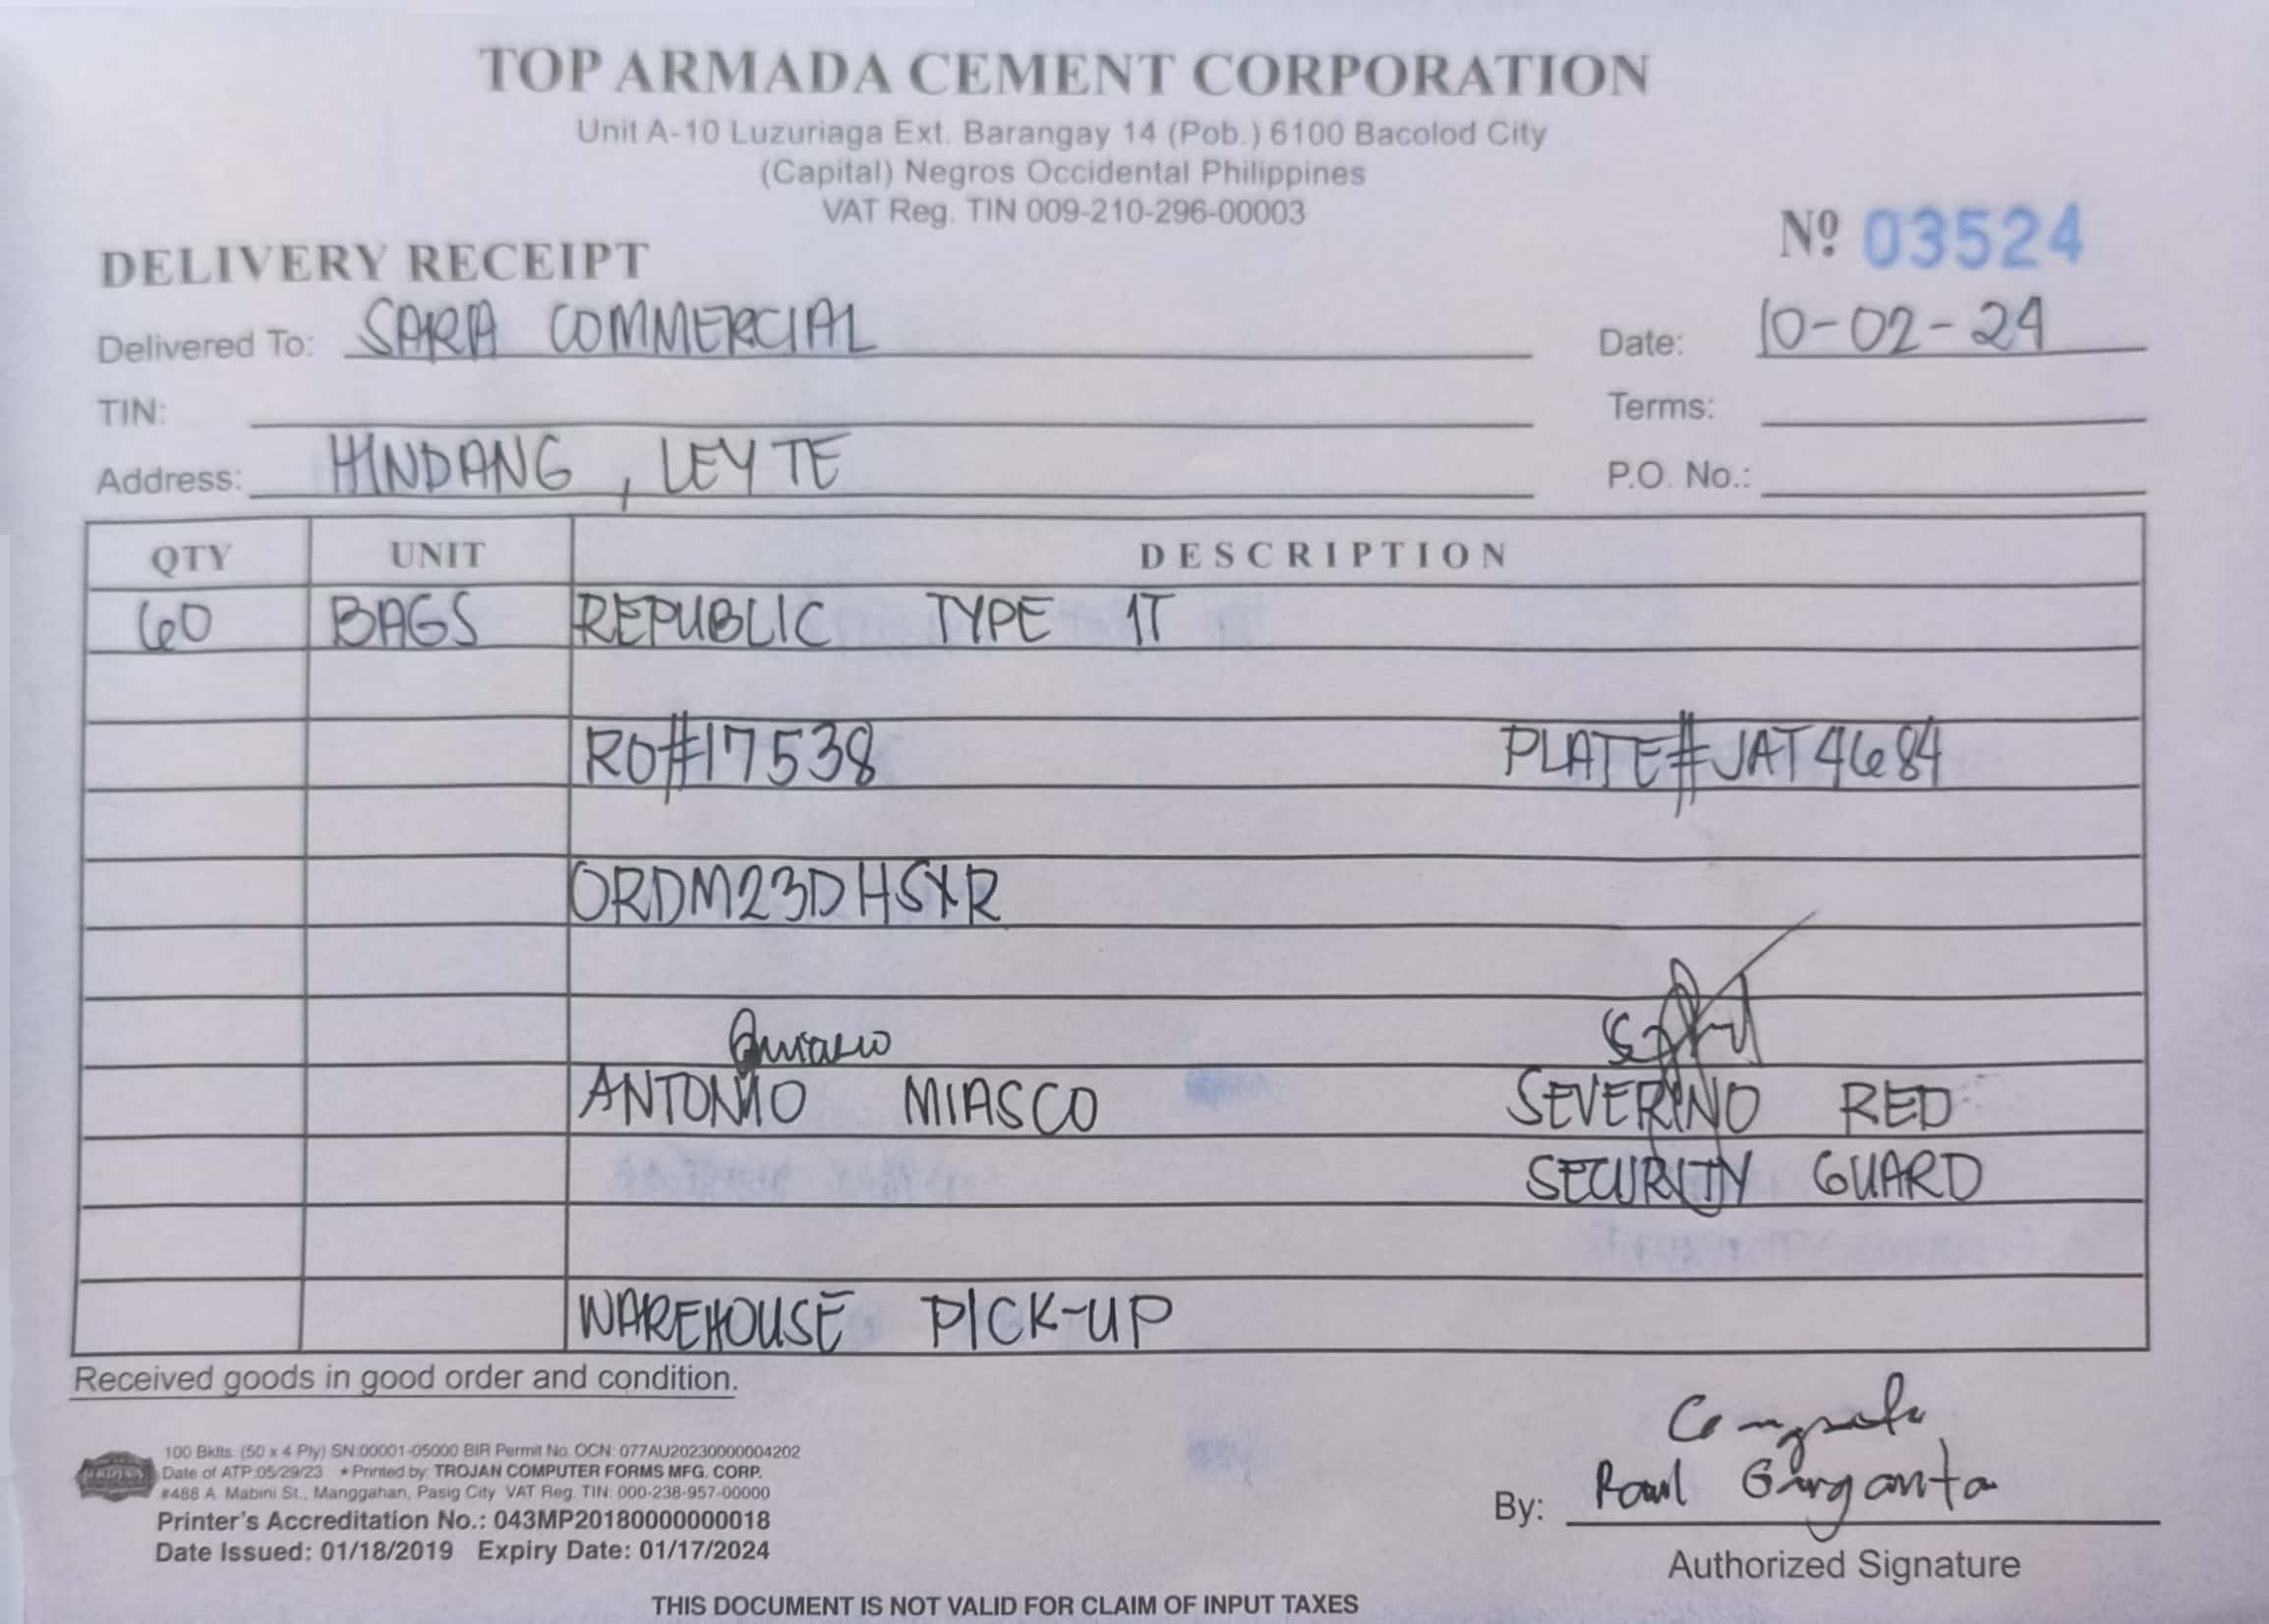 TOP ARMADA CEMENT CORPORATION
Unit A-10 Luzuriaga Ext. Barangay 14 (Pob.) 6100 Bacolod City
(Capital) Negros Occidental Philippines
VAT Reg. TIN 009-210-296-00003
Nº 03524
DELIVERY RECEIPT
Delivered To: SARA COMMERCIAL
Date: 10-02-24
TIN:
Terms:
Address: HINDANG, LEYTE
P.O. No.:
QTY UNIT DESCRIPTION
60 BAGS REPUBLIC TYPE 1T
RO#17538 PLATE#JAT4684
ORDM23DHSXR
ANTONIO MIASCO SEVERINO RED
SECURITY GUARD
WAREHOUSE PICK-UP
Received goods in good order and condition.
100 Bklts. (50 x 4 Ply) SN:00001-05000 BIR Permit No. OCN: 077AU20230000004202
Date of ATP:05/29/23 * Printed by: TROJAN COMPUTER FORMS MFG. CORP.
#488 A. Mabini St., Manggahan, Pasig City VAT Reg. TIN: 000-238-957-00000
Printer's Accreditation No.: 043MP20180000000018
Date Issued: 01/18/2019 Expiry Date: 01/17/2024
By: Raul Garganta
Authorized Signature
THIS DOCUMENT IS NOT VALID FOR CLAIM OF INPUT TAXES